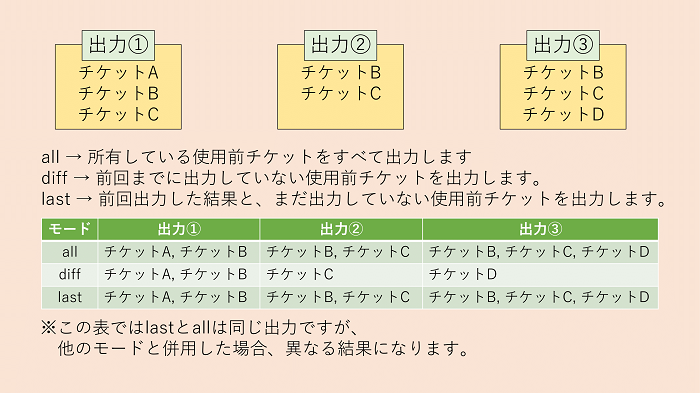 出力①
チケットA
チケットB
チケットC
出力②
チケットB
チケットC
出力③
チケットB
チケットC
チケットD
all → 所有している使用前チケットをすべて出力します
diff → 前回までに出力していない使用前チケットを出力します。
last → 前回出力した結果と、まだ出力していない使用前チケットを出力します。
モード 出力① 出力② 出力③
all チケットA, チケットB チケットB, チケットC チケットB, チケットC, チケットD
diff チケットA, チケットB チケットC チケットD
last チケットA, チケットB チケットB, チケットC チケットB, チケットC, チケットD
※この表ではlastとallは同じ出力ですが、
他のモードと併用した場合、異なる結果になります。